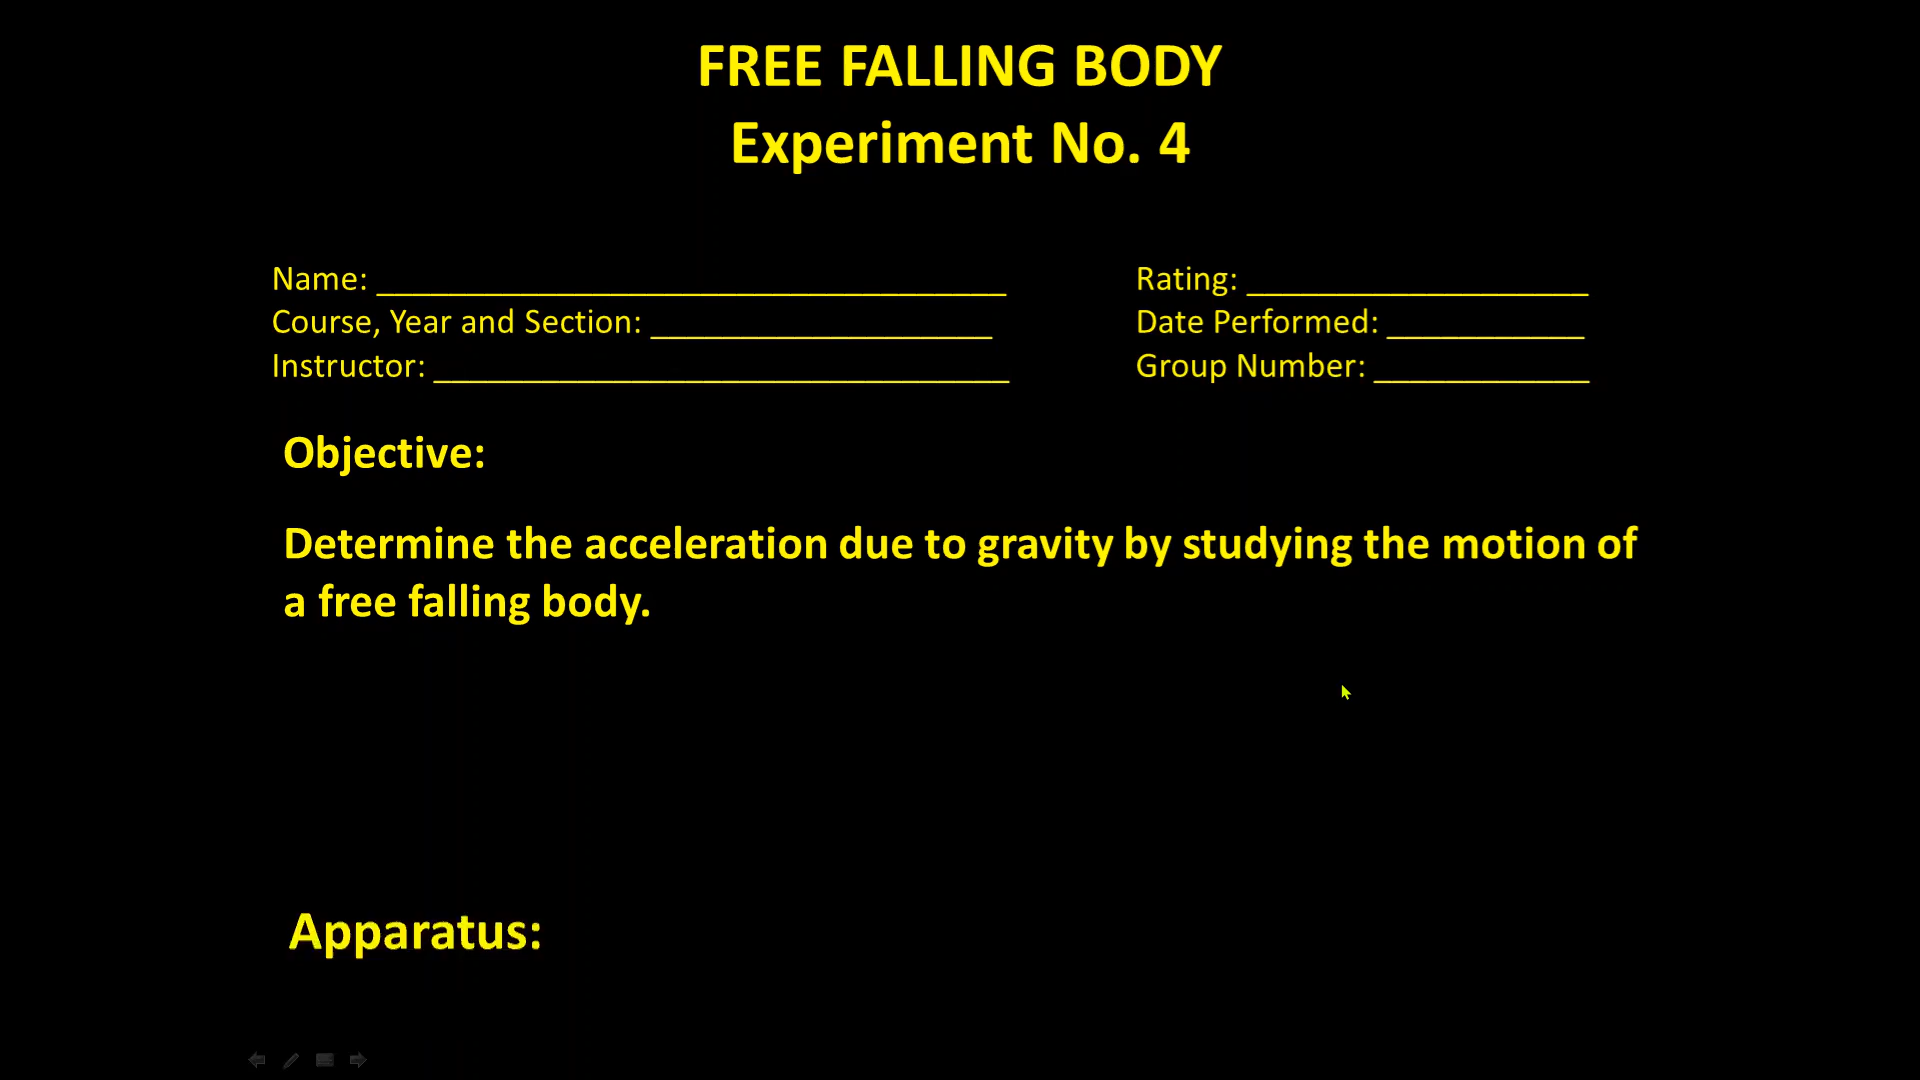 FREE FALLING BODY
Experiment No. 4
Name: ___________________________________
Rating: ___________________
Course, Year and Section: ___________________
Date Performed: ___________
Instructor: ________________________________
Group Number: ____________
Objective:
Determine the acceleration due to gravity by studying the motion of
a free falling body.
Apparatus: